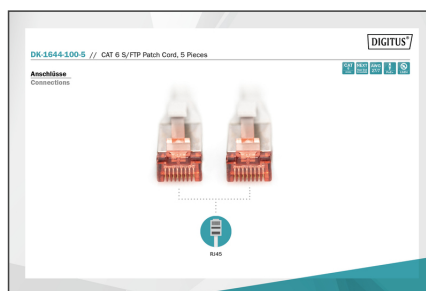 DIGITUS®
DK-1644-100-5 // CAT 6 S/FTP Patch Cord, 5 Pieces
Anschlüsse
Connections
RJ45